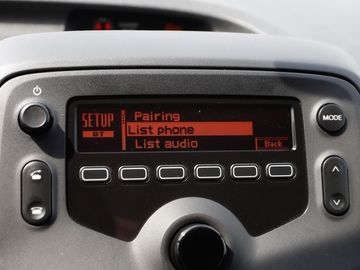 SETUP
BT
Pairing
List phone
List audio
Back
MODE